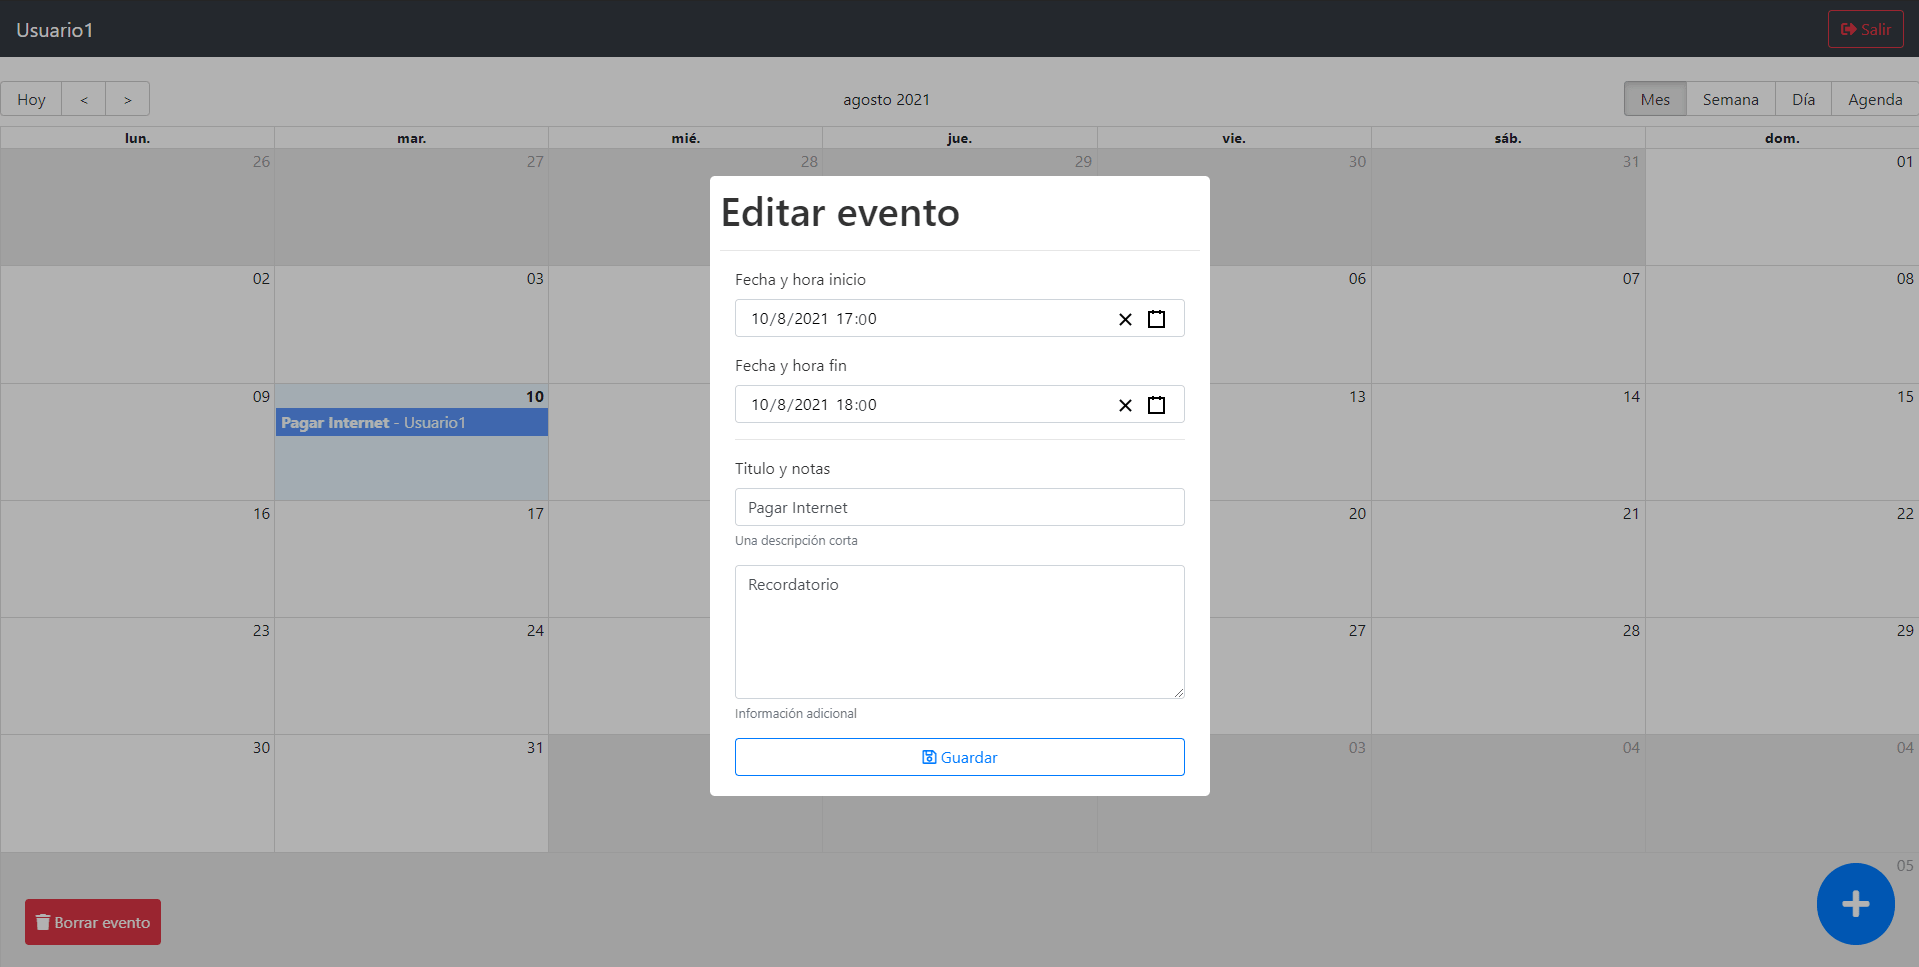 Usuario1 Salir
Hoy < > agosto 2021 Mes Semana Día Agenda
lun. mar. mié. jue. vie. sáb. dom.
26 27 28 29 30 31 01
Editar evento
Fecha y hora inicio
02 03 06 07 08
10/8/2021 17:00
Fecha y hora fin
09 10 13 14 15
10/8/2021 18:00
Pagar Internet - Usuario1
Titulo y notas
Pagar Internet
16 17 20 21 22
Una descripción corta
Recordatorio
23 24 27 28 29
Información adicional
30 31 03 04 04
Guardar
05
Borrar evento
+